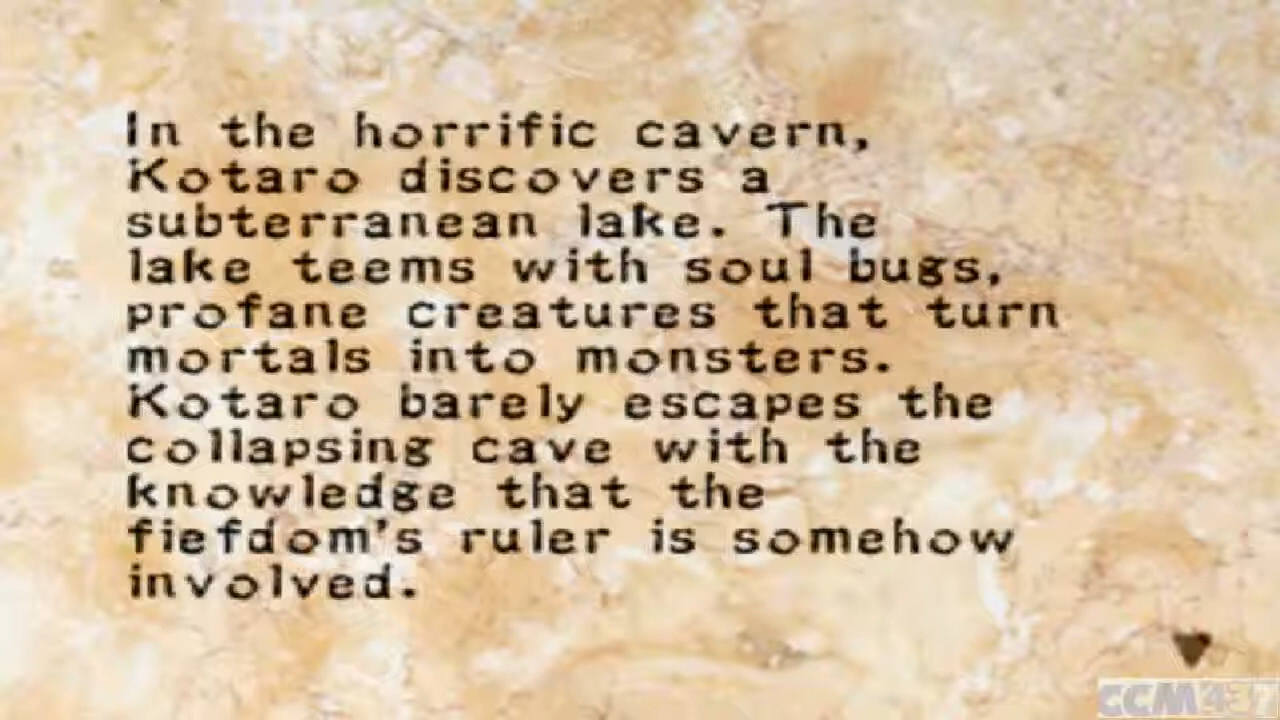 In the horrific cavern,
Kotaro discovers a
subterranean lake. The
lake teems with soul bugs,
profane creatures that turn
mortals into monsters.
Kotaro barely escapes the
collapsing cave with the
knowledge that the
fiefdom's ruler is somehow
involved.
CCM437